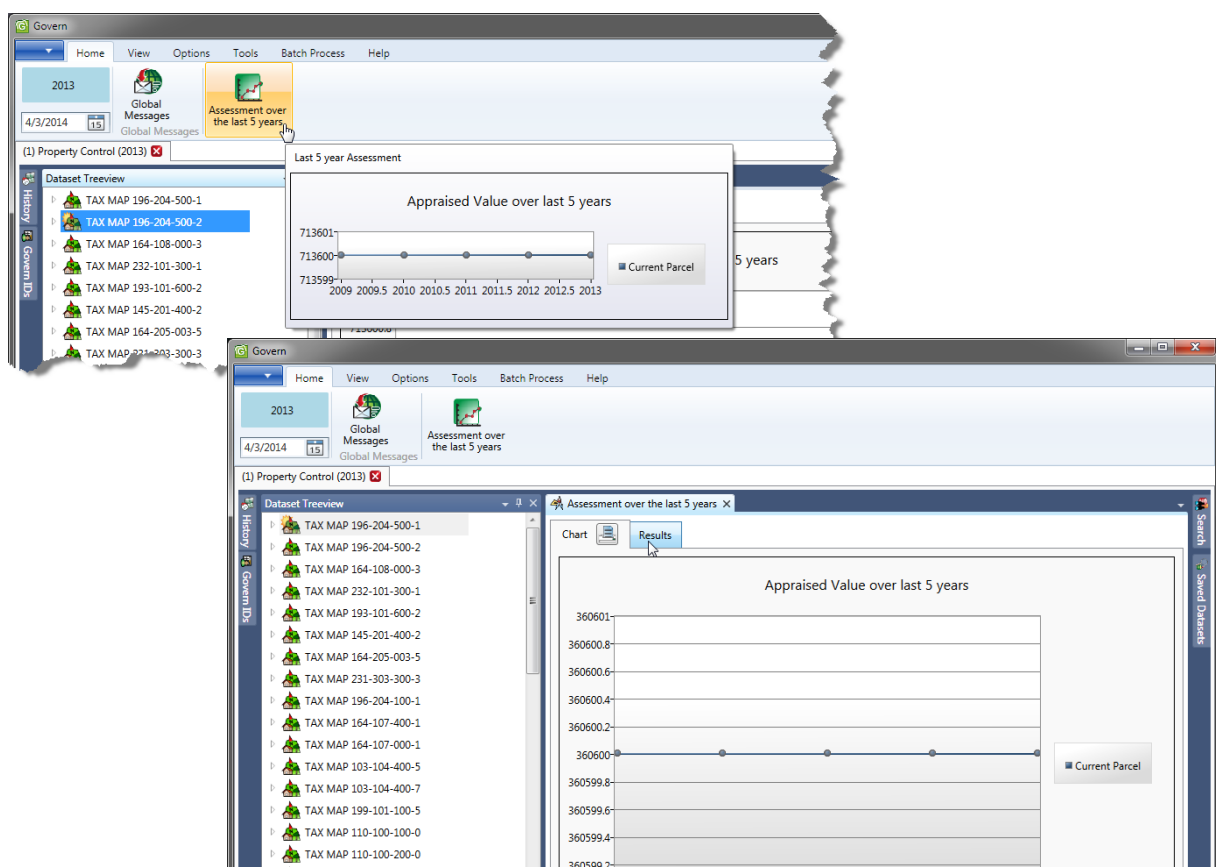 Govern
Home View Options Tools Batch Process Help
2013
4/3/2014 15
Global
Messages
Global Messages
Assessment over
the last 5 years
(1) Property Control (2013)
History
Govern IDs
Dataset Treeview
TAX MAP 196-204-500-1
TAX MAP 196-204-500-2
TAX MAP 164-108-000-3
TAX MAP 232-101-300-1
TAX MAP 193-101-600-2
TAX MAP 145-201-400-2
TAX MAP 164-205-003-5
TAX MAP 231-303-300-3
Last 5 year Assessment
Appraised Value over last 5 years
713601
713600
713599
2009 2009.5 2010 2010.5 2011 2011.5 2012 2012.5 2013
Current Parcel
5 years
Govern
Home View Options Tools Batch Process Help
2013
4/3/2014 15
Global
Messages
Global Messages
Assessment over
the last 5 years
(1) Property Control (2013)
History
Govern IDs
Dataset Treeview
TAX MAP 196-204-500-1
TAX MAP 196-204-500-2
TAX MAP 164-108-000-3
TAX MAP 232-101-300-1
TAX MAP 193-101-600-2
TAX MAP 145-201-400-2
TAX MAP 164-205-003-5
TAX MAP 231-303-300-3
TAX MAP 196-204-100-1
TAX MAP 164-107-400-1
TAX MAP 164-107-000-1
TAX MAP 103-104-400-5
TAX MAP 103-104-400-7
TAX MAP 199-101-100-5
TAX MAP 110-100-100-0
TAX MAP 110-100-200-0
Assessment over the last 5 years
Chart Results
Appraised Value over last 5 years
360601
360600.8
360600.6
360600.4
360600.2
360600
360599.8
360599.6
360599.4
360599.2
Current Parcel
Search
Saved Datasets